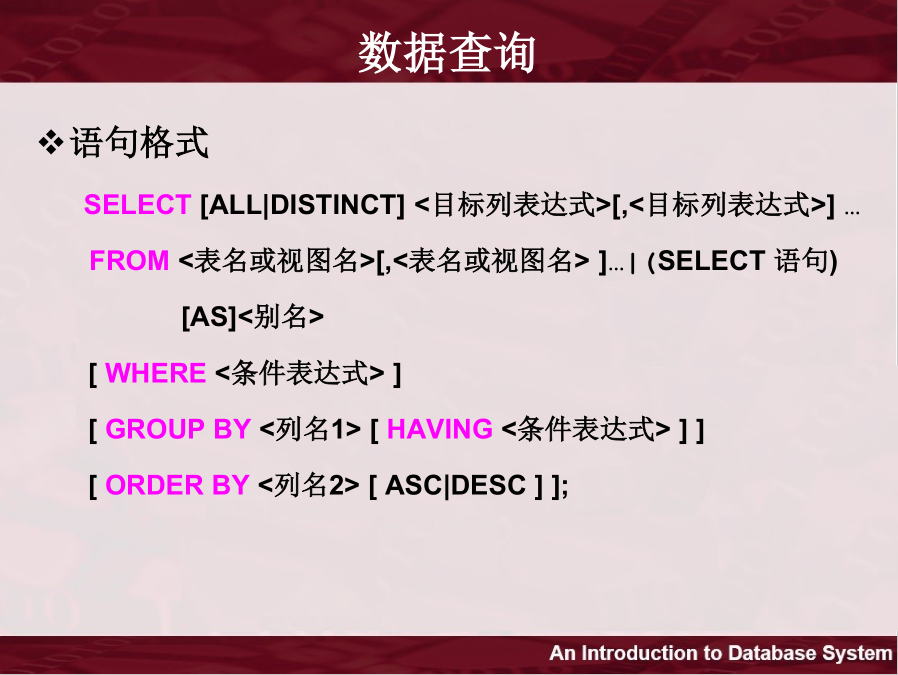 数据查询
❖语句格式
SELECT [ALL|DISTINCT] <目标列表达式>[,<目标列表达式>] …
FROM <表名或视图名>[,<表名或视图名> ]…|(SELECT 语句)
[AS]<别名>
[ WHERE <条件表达式> ]
[ GROUP BY <列名1> [ HAVING <条件表达式> ] ]
[ ORDER BY <列名2> [ ASC|DESC ] ];
An Introduction to Database System